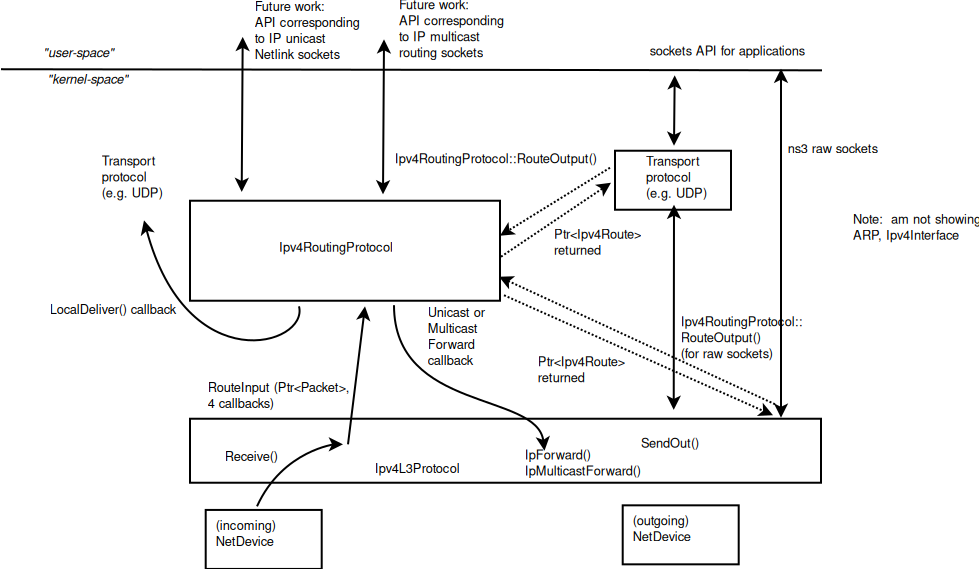 Future work:
API corresponding
to IP unicast
Netlink sockets
Future work:
API corresponding
to IP multicast
routing sockets
"user-space"
sockets API for applications
"kernel-space"
Transport
protocol
(e.g. UDP)
Ipv4RoutingProtocol::RouteOutput()
Transport
protocol
(e.g. UDP)
ns3 raw sockets
Note:  am not showing
ARP, Ipv4Interface
Ipv4RoutingProtocol
Ptr<Ipv4Route>
returned
LocalDeliver() callback
Unicast or
Multicast
Forward
callback
Ipv4RoutingProtocol::
RouteOutput()
(for raw sockets)
Ptr<Ipv4Route>
returned
RouteInput (Ptr<Packet>,
4 callbacks)
Receive()
Ipv4L3Protocol
IpForward()
IpMulticastForward()
SendOut()
(incoming)
NetDevice
(outgoing)
NetDevice